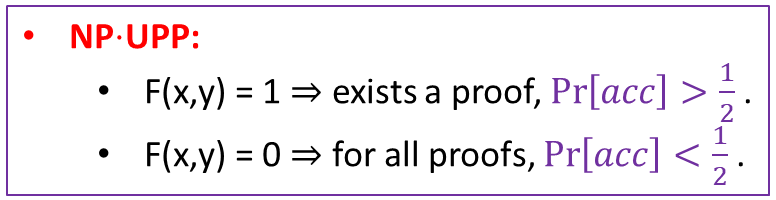 • NP·UPP:
• F(x,y) = 1 ⇒ exists a proof, Pr[acc] > 1/2 .
• F(x,y) = 0 ⇒ for all proofs, Pr[acc] < 1/2 .